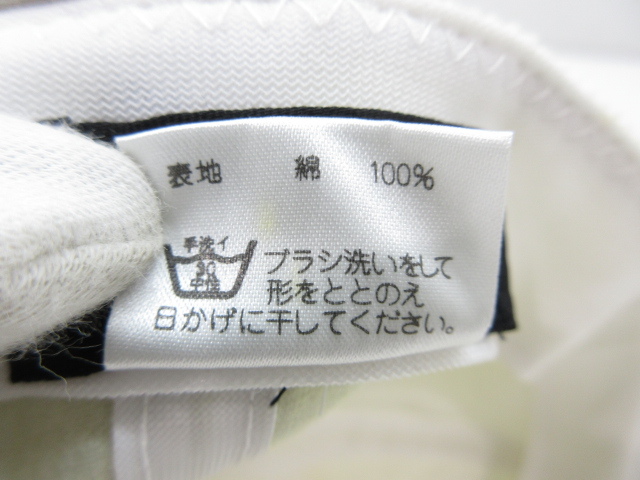 表地 綿 100%
手洗イ
30
中性
ブラシ洗いをして
形をととのえ
日かげに干してください。